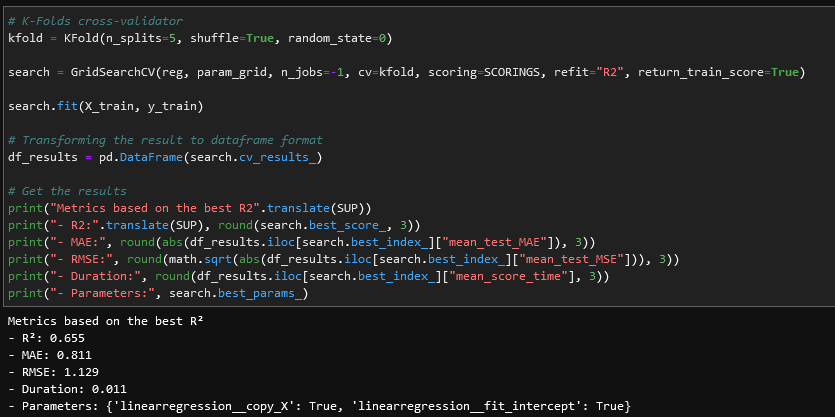 # K-Folds cross-validator
kfold = KFold(n_splits=5, shuffle=True, random_state=0)
search = GridSearchCV(reg, param_grid, n_jobs=-1, cv=kfold, scoring=SCORINGS, refit="R2", return_train_score=True)
search.fit(X_train, y_train)
# Transforming the result to dataframe format
df_results = pd.DataFrame(search.cv_results_)
# Get the results
print("Metrics based on the best R2".translate(SUP))
print("- R2:".translate(SUP), round(search.best_score_, 3))
print("- MAE:", round(abs(df_results.iloc[search.best_index_]["mean_test_MAE"]), 3))
print("- RMSE:", round(math.sqrt(abs(df_results.iloc[search.best_index_]["mean_test_MSE"])), 3))
print("- Duration:", round(df_results.iloc[search.best_index_]["mean_score_time"], 3))
print("- Parameters:", search.best_params_)
Metrics based on the best R²
- R²: 0.655
- MAE: 0.811
- RMSE: 1.129
- Duration: 0.011
- Parameters: {'linearregression__copy_X': True, 'linearregression__fit_intercept': True}